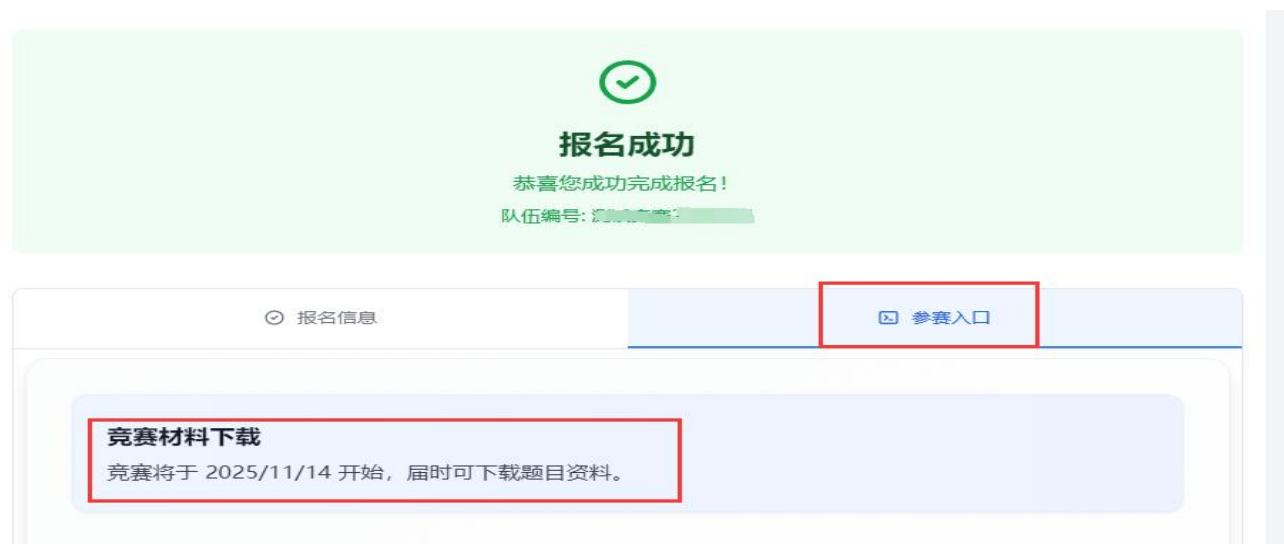 报名成功
恭喜您成功完成报名!
队伍编号:
报名信息
参赛入口
竞赛材料下载
竞赛将于 2025/11/14 开始，届时可下载题目资料。